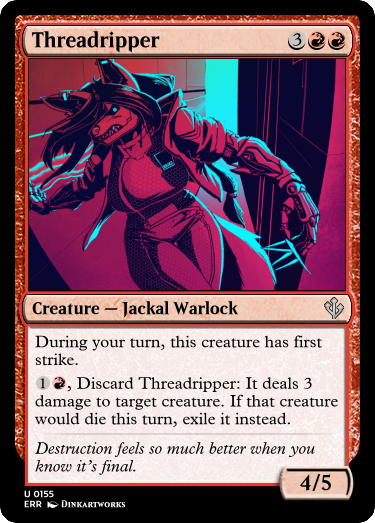 Threadripper 3
Creature — Jackal Warlock
During your turn, this creature has first
strike.
1, Discard Threadripper: It deals 3
damage to target creature. If that creature
would die this turn, exile it instead.
Destruction feels so much better when you
know it's final.
4/5
U 0155
ERR DINKARTWORKS